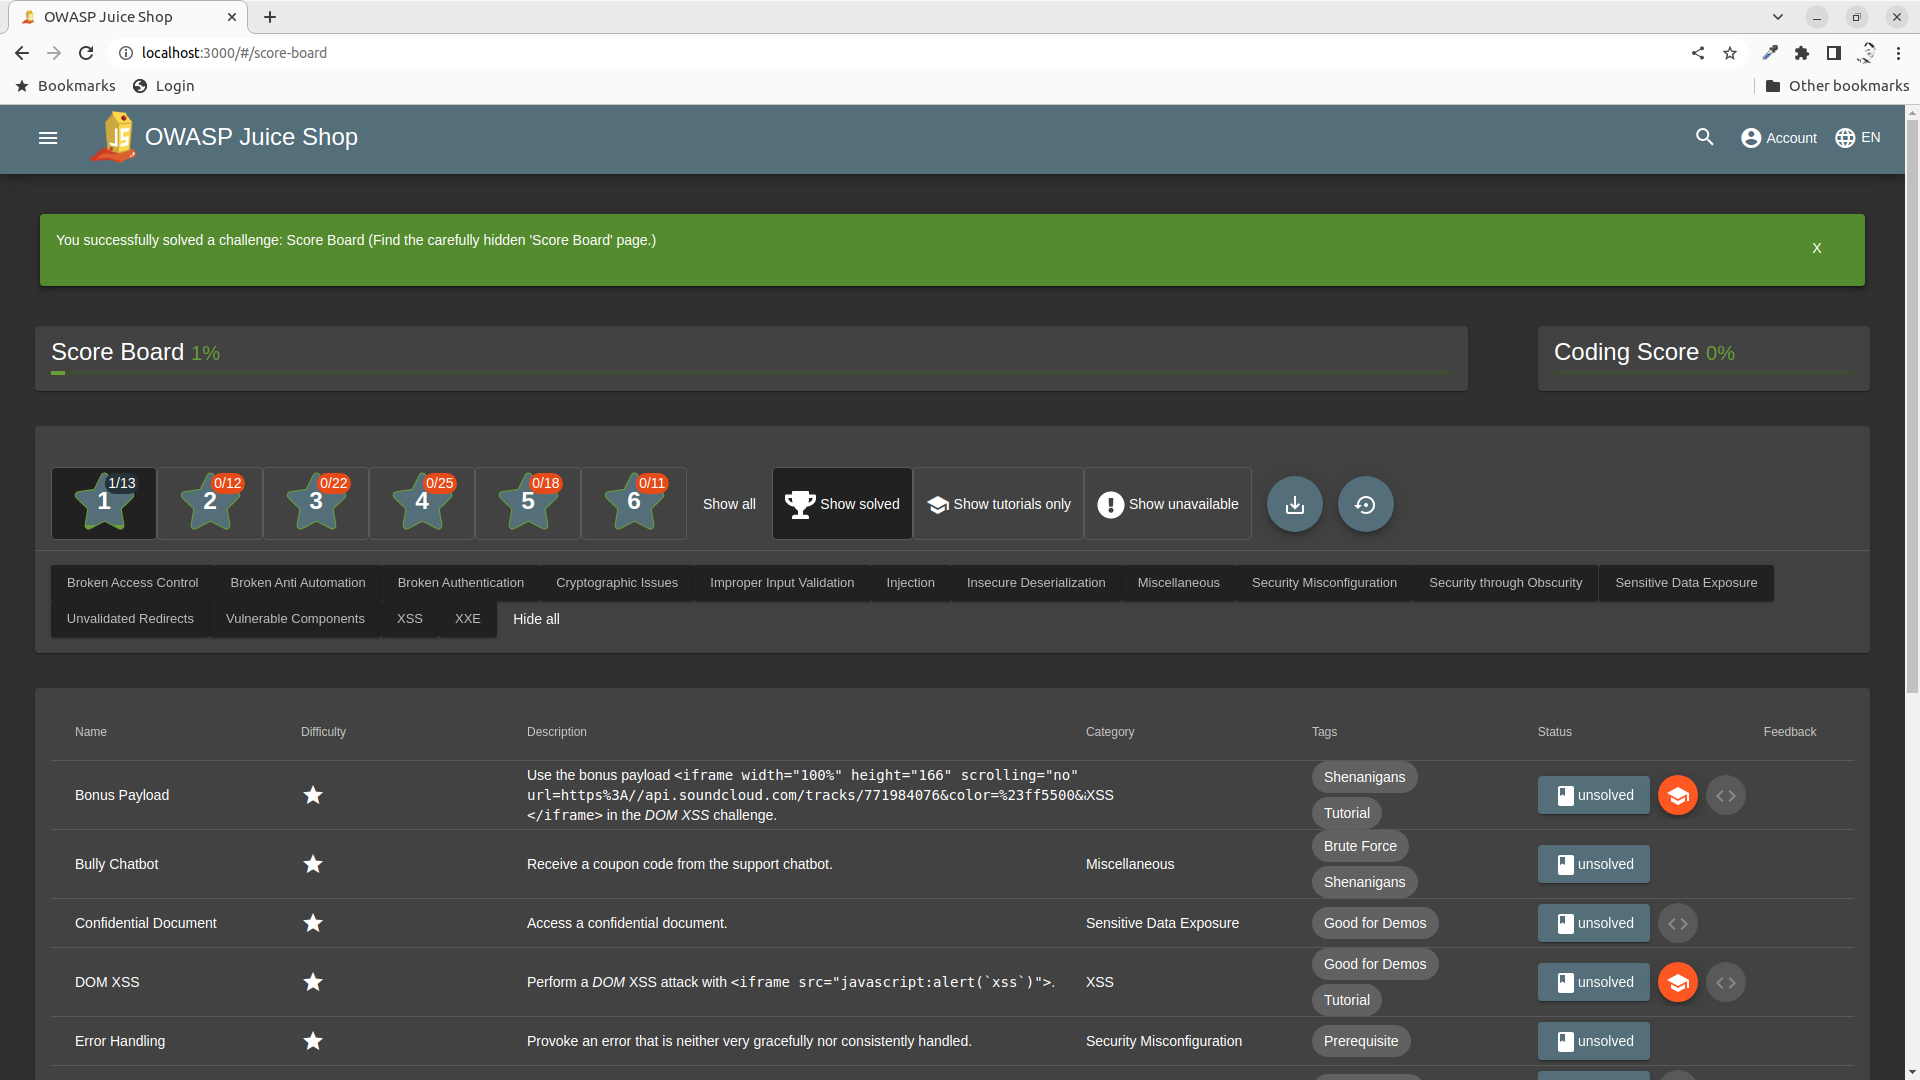 OWASP Juice Shop
localhost:3000/#/score-board
Bookmarks Login Other bookmarks
OWASP Juice Shop Account EN
You successfully solved a challenge: Score Board (Find the carefully hidden 'Score Board' page.) X
Score Board 1% Coding Score 0%
1 1/13 2 0/12 3 0/22 4 0/25 5 0/18 6 0/11 Show all Show solved Show tutorials only Show unavailable
Broken Access Control Broken Anti Automation Broken Authentication Cryptographic Issues Improper Input Validation Injection Insecure Deserialization Miscellaneous Security Misconfiguration Security through Obscurity Sensitive Data Exposure
Unvalidated Redirects Vulnerable Components XSS XXE Hide all
Name Difficulty Description Category Tags Status Feedback
Bonus Payload
Use the bonus payload <iframe width="100%" height="166" scrolling="no"
url=https%3A//api.soundcloud.com/tracks/771984076&color=%23ff5500&
</iframe> in the DOM XSS challenge.
XSS
Shenanigans
Tutorial
unsolved
Bully Chatbot Receive a coupon code from the support chatbot. Miscellaneous
Brute Force
Shenanigans
unsolved
Confidential Document Access a confidential document. Sensitive Data Exposure Good for Demos unsolved
DOM XSS Perform a DOM XSS attack with <iframe src="javascript:alert(`xss`)">. XSS
Good for Demos
Tutorial
unsolved
Error Handling Provoke an error that is neither very gracefully nor consistently handled. Security Misconfiguration Prerequisite unsolved